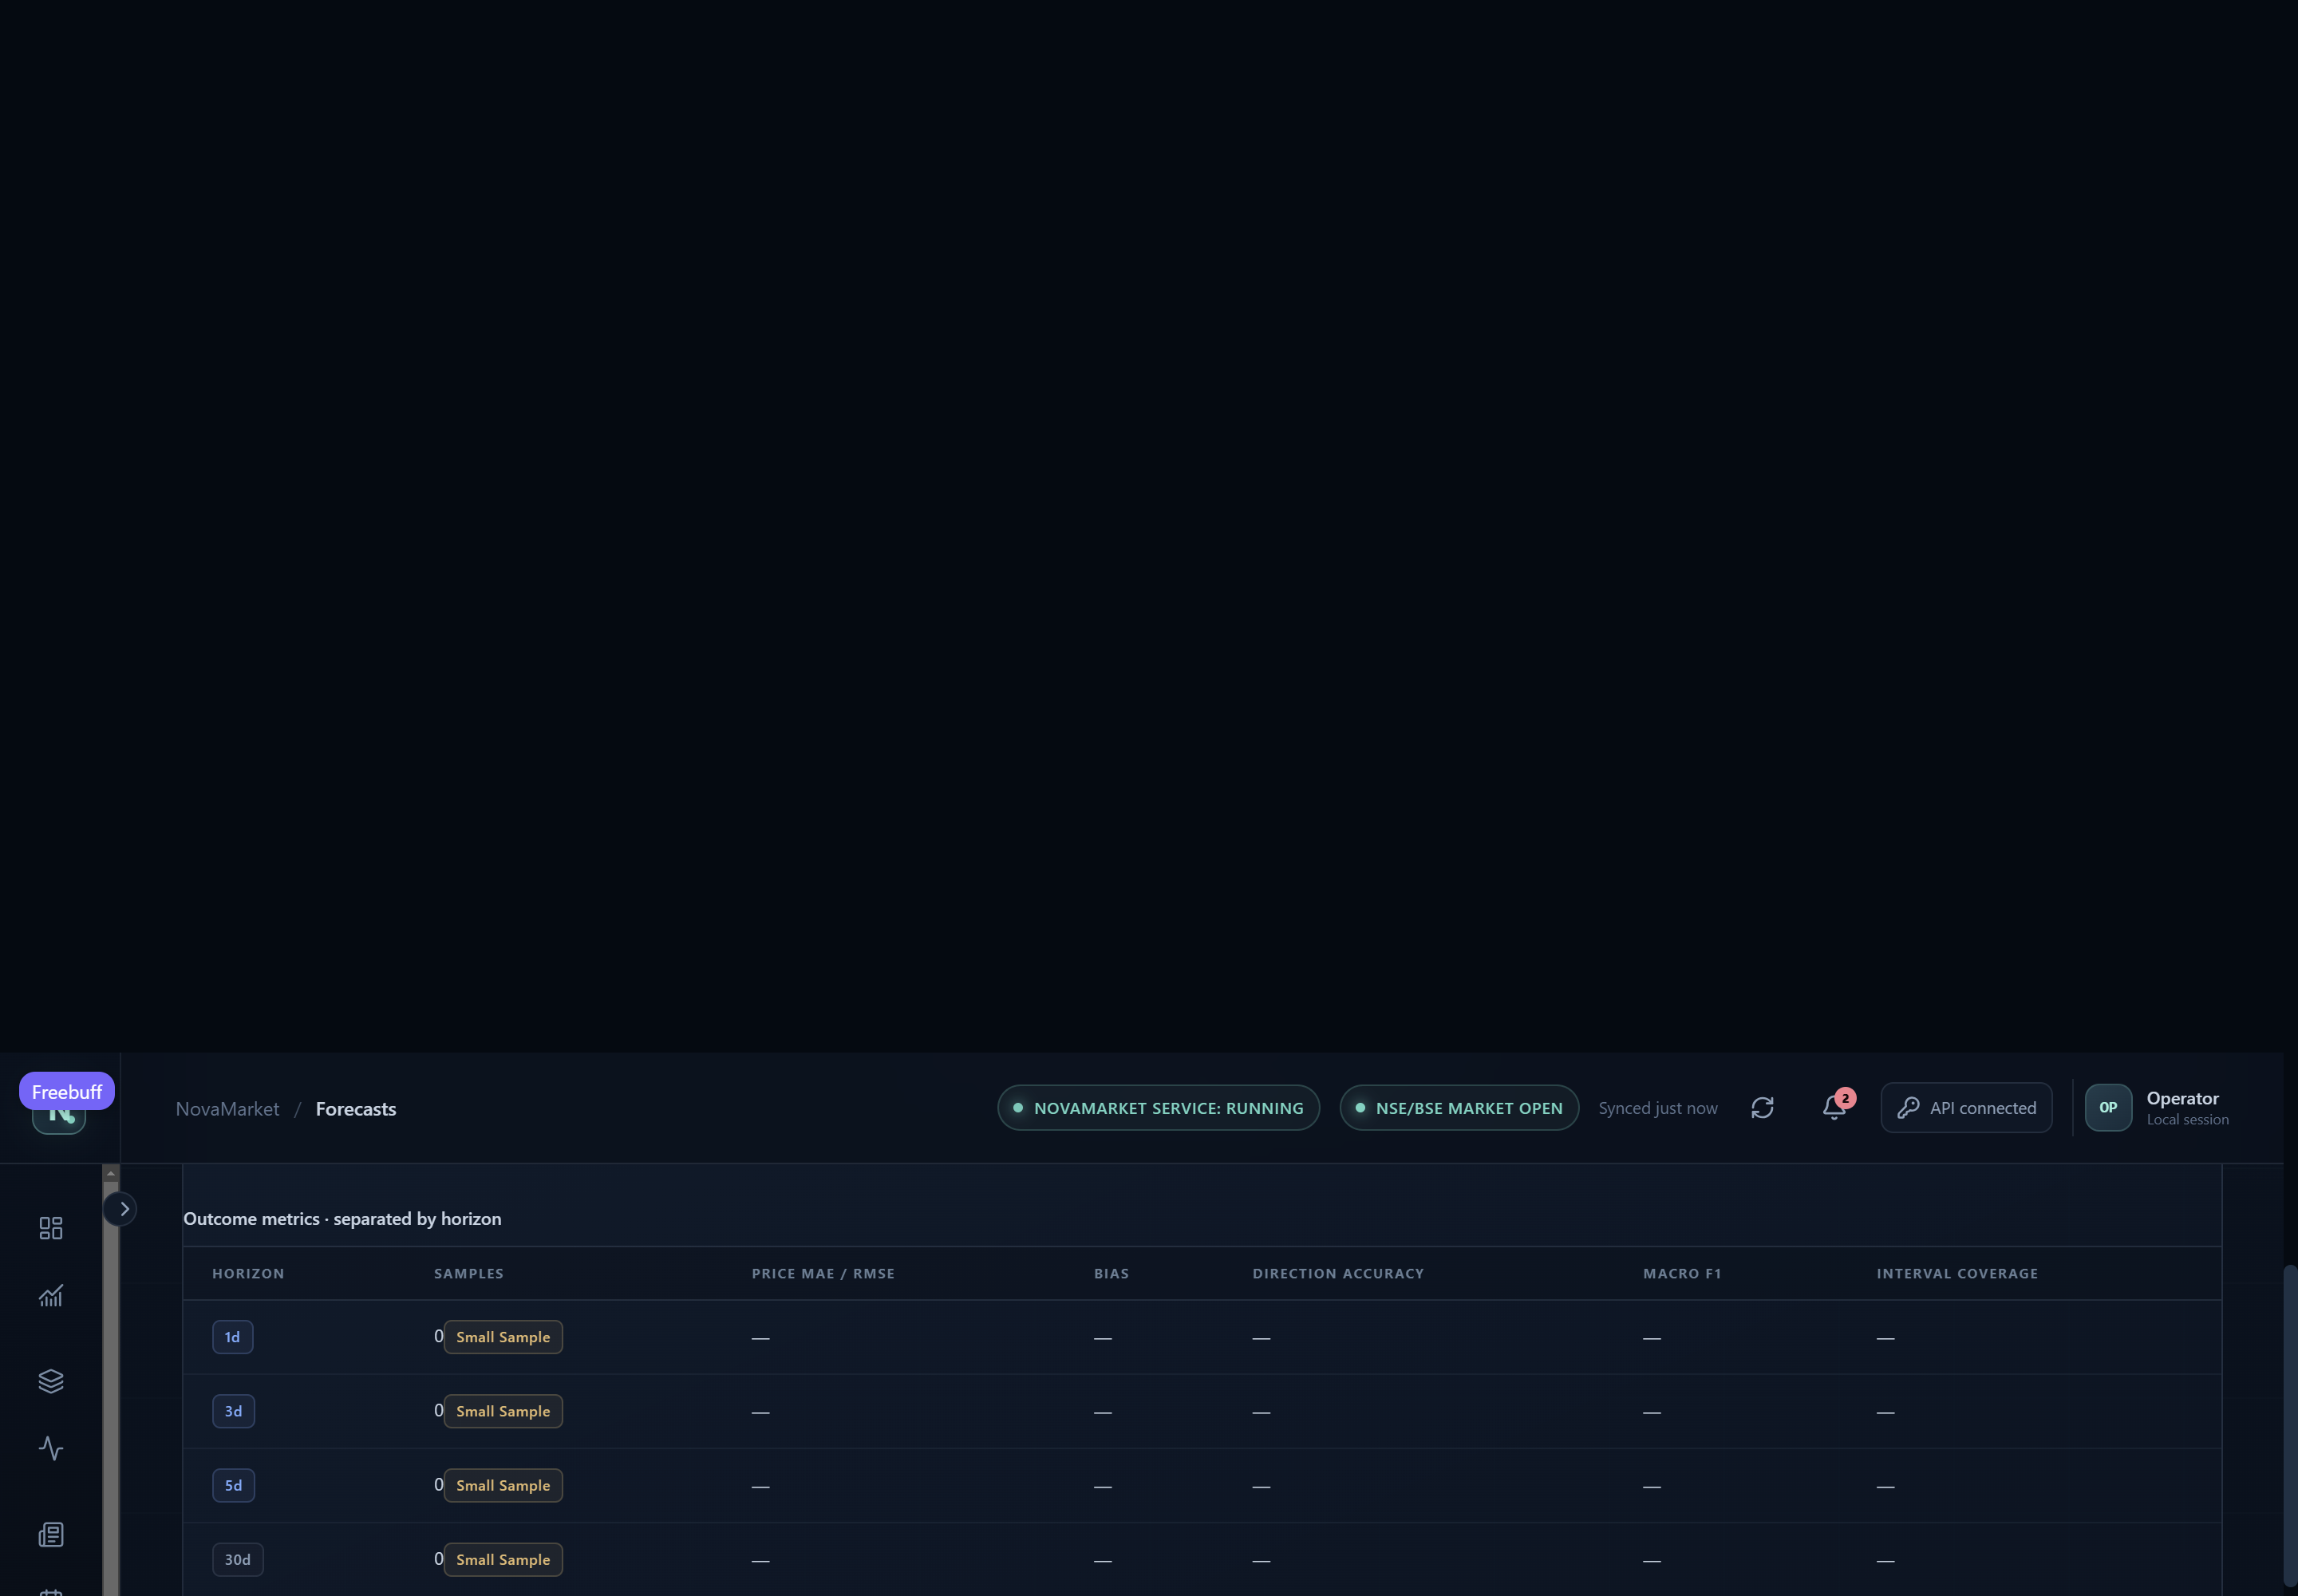 Freebuff
NovaMarket / Forecasts
NOVAMARKET SERVICE: RUNNING
NSE/BSE MARKET OPEN
Synced just now
2
API connected
OP
Operator
Local session
Outcome metrics · separated by horizon
HORIZON SAMPLES PRICE MAE / RMSE BIAS DIRECTION ACCURACY MACRO F1 INTERVAL COVERAGE
1d 0 Small Sample — — — — —
3d 0 Small Sample — — — — —
5d 0 Small Sample — — — — —
30d 0 Small Sample — — — — —